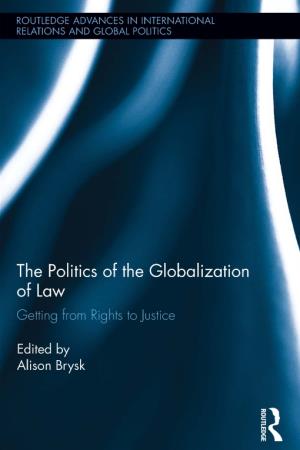 ROUTLEDGE ADVANCES IN INTERNATIONAL
RELATIONS AND GLOBAL POLITICS
The Politics of the Globalization
of Law
Getting from Rights to Justice
Edited by
Alison Brysk
R
ROUTLEDGE